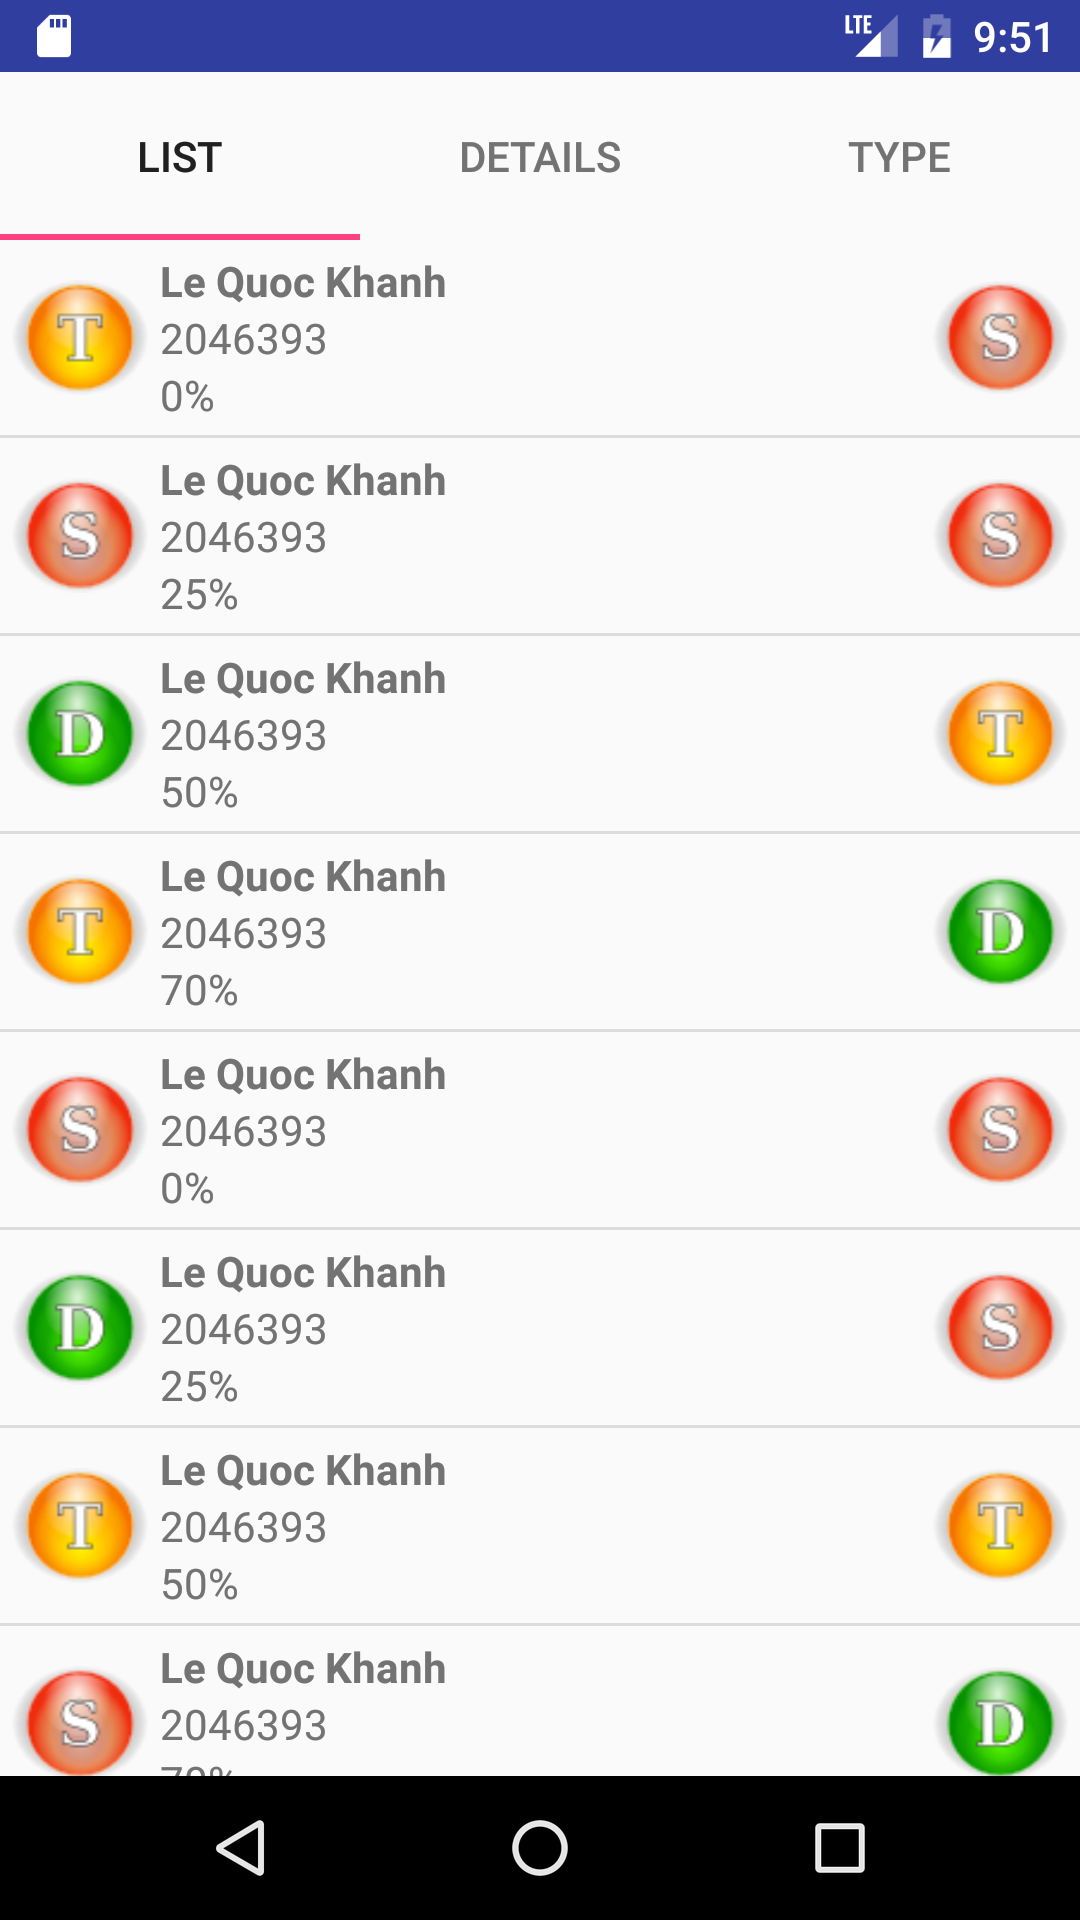 LTE 9:51
LIST DETAILS TYPE
Le Quoc Khanh
T 2046393 S
0%
Le Quoc Khanh
S 2046393 S
25%
Le Quoc Khanh
D 2046393 T
50%
Le Quoc Khanh
T 2046393 D
70%
Le Quoc Khanh
S 2046393 S
0%
Le Quoc Khanh
D 2046393 S
25%
Le Quoc Khanh
T 2046393 T
50%
Le Quoc Khanh
S 2046393 D